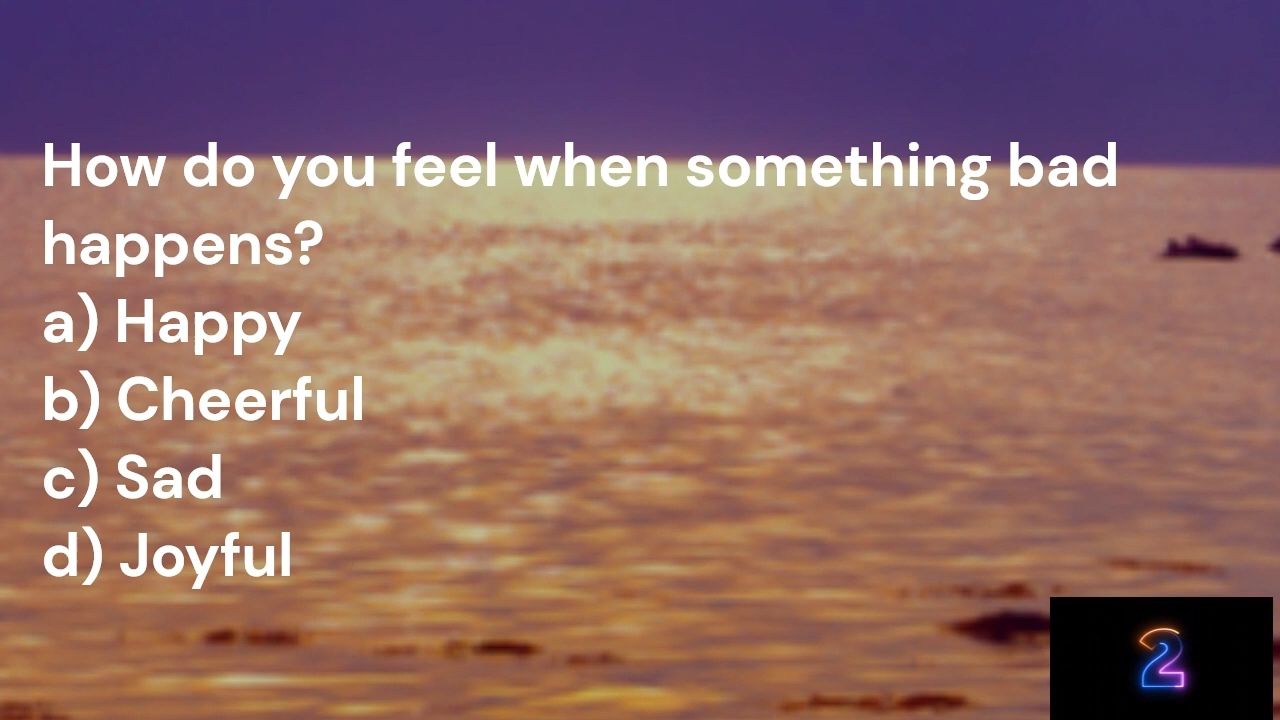 How do you feel when something bad
happens?
a) Happy
b) Cheerful
c) Sad
d) Joyful
2